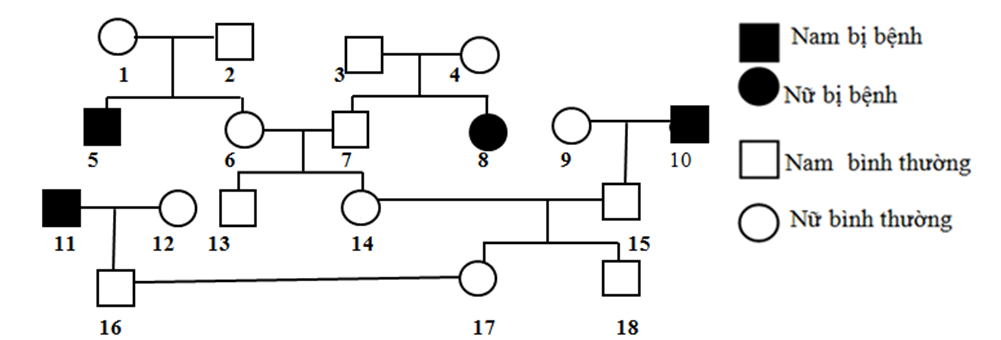 Nam bị bệnh
1 2 3 4
Nữ bị bệnh
5 6 7 8 9 10
Nam bình thường
Nữ bình thường
11 12 13 14 15
16 17 18